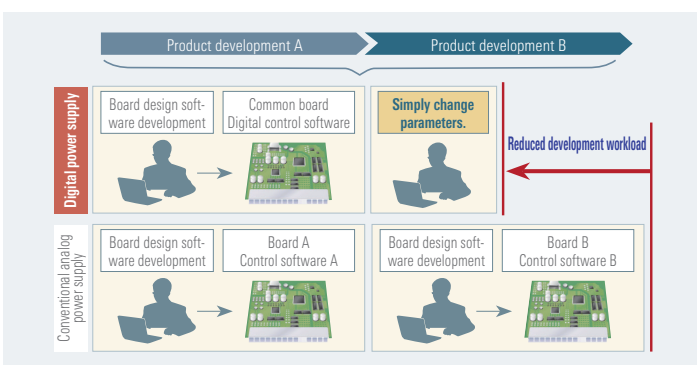 Product development A
Product development B
Digital power supply
Board design soft-
ware development
Common board
Digital control software
Simply change
parameters.
Reduced development workload
Conventional analog
power supply
Board design soft-
ware development
Board A
Control software A
Board design soft-
ware development
Board B
Control software B